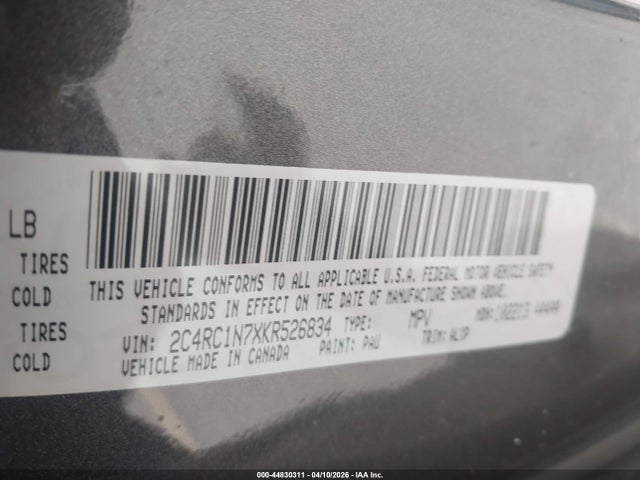 LB
TIRES
COLD
TIRES
COLD
THIS VEHICLE CONFORMS TO ALL APPLICABLE U.S.A. FEDERAL MOTOR VEHICLE SAFETY
STANDARDS IN EFFECT ON THE DATE OF MANUFACTURE SHOWN ABOVE.
VIN: 2C4RC1N7XKR526834 TYPE: MPV
VEHICLE MADE IN CANADA PAINT: PAU TRIM:
000-44830311 - 04/10/2026 - IAA Inc.